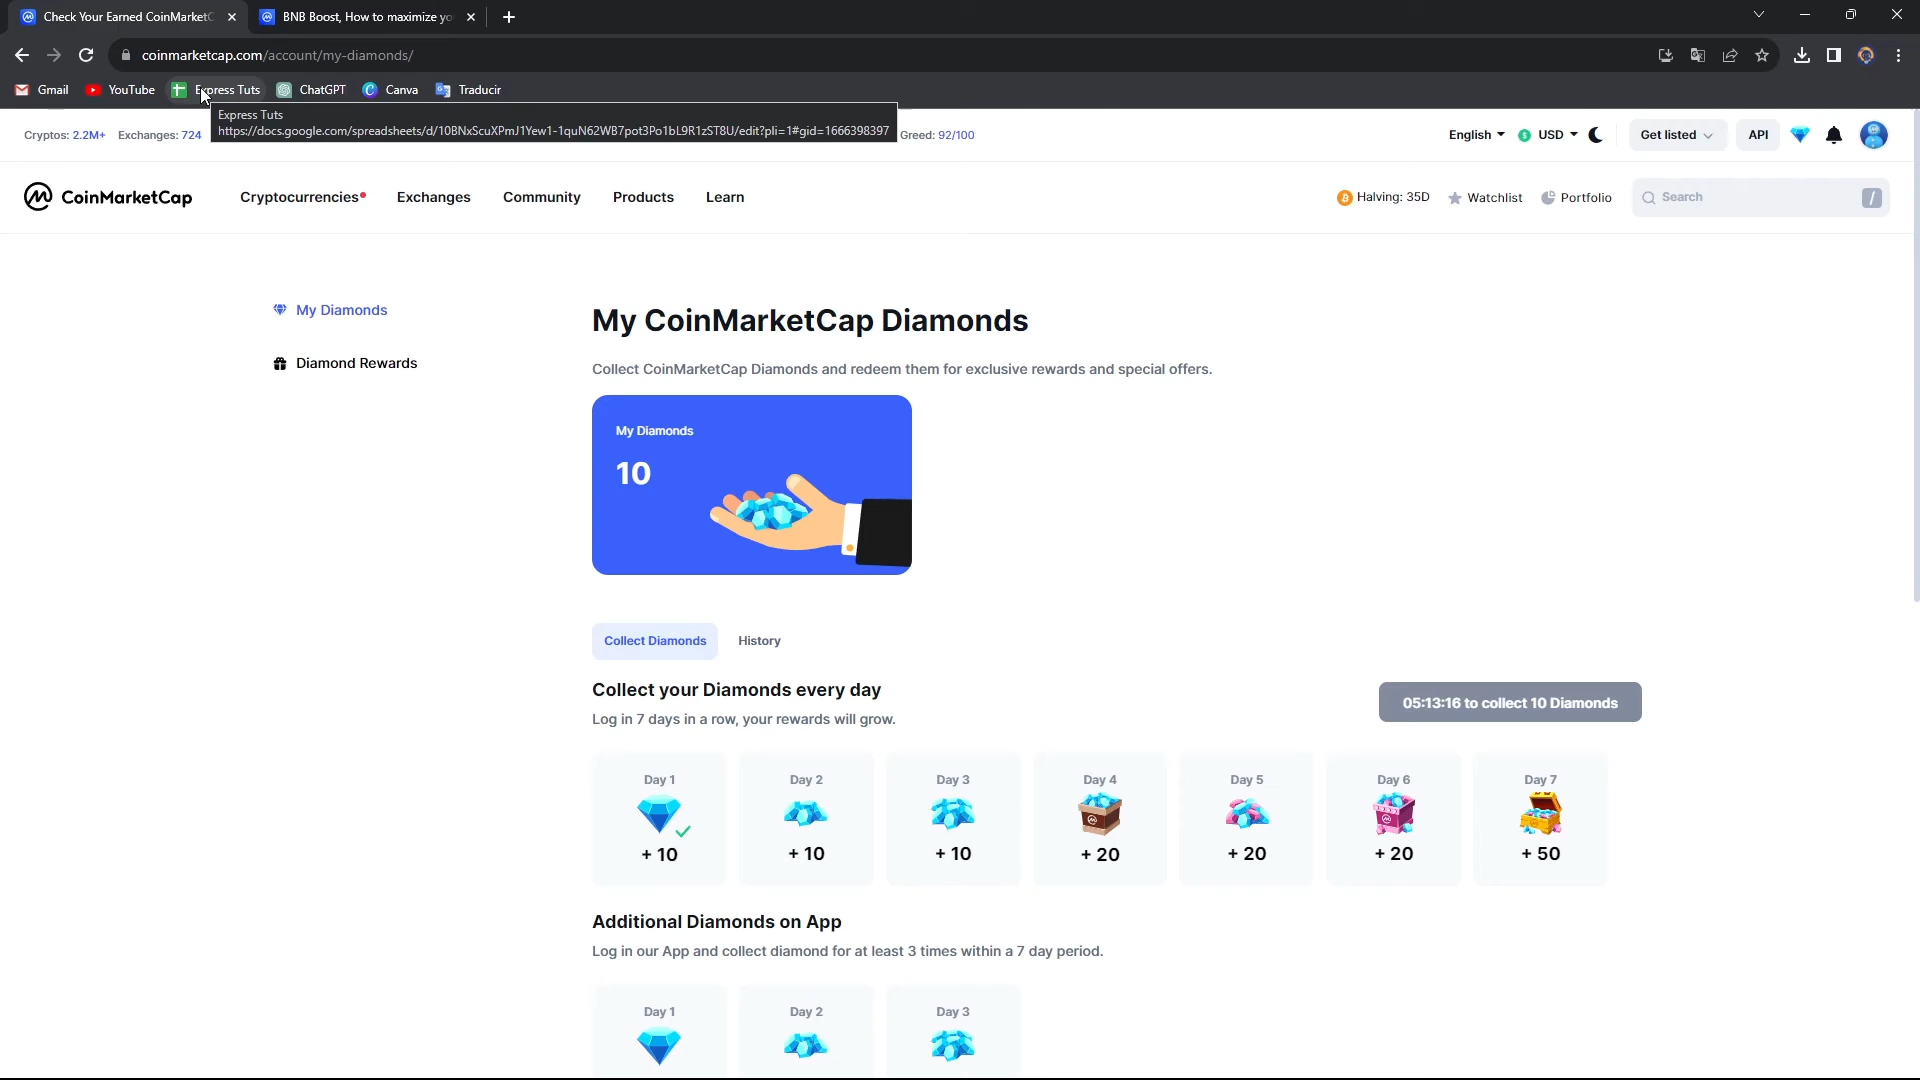 Check Your Earned CoinMarketC
BNB Boost, How to maximize yo
coinmarketcap.com/account/my-diamonds/
Gmail YouTube Express Tuts ChatGPT Canva Traducir
Express Tuts
https://docs.google.com/spreadsheets/d/10BNxScuXPmJ1Yew1-1quN62WB7pot3Po1bL9R1zST8U/edit?pli=1#gid=1666398397
Cryptos: 2.2M+ Exchanges: 724 Greed: 92/100 English USD Get listed API
CoinMarketCap Cryptocurrencies Exchanges Community Products Learn Halving: 35D Watchlist Portfolio Search /
My Diamonds
Diamond Rewards
My CoinMarketCap Diamonds
Collect CoinMarketCap Diamonds and redeem them for exclusive rewards and special offers.
My Diamonds
10
Collect Diamonds History
Collect your Diamonds every day
Log in 7 days in a row, your rewards will grow.
05:13:16 to collect 10 Diamonds
Day 1 Day 2 Day 3 Day 4 Day 5 Day 6 Day 7
+ 10 + 10 + 10 + 20 + 20 + 20 + 50
Additional Diamonds on App
Log in our App and collect diamond for at least 3 times within a 7 day period.
Day 1 Day 2 Day 3